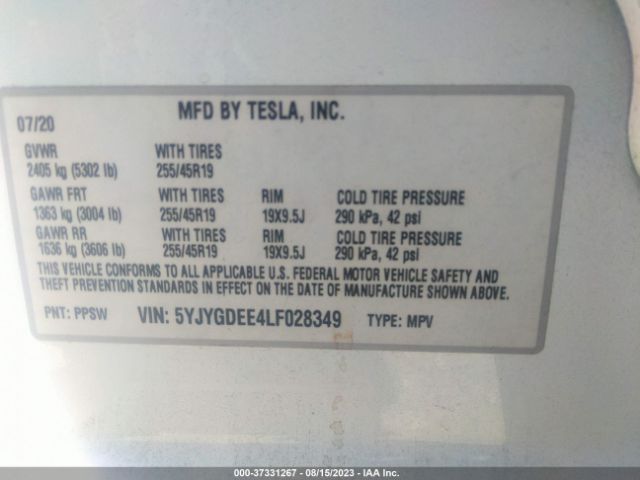 MFD BY TESLA, INC.
07/20
GVWR WITH TIRES
2405 kg (5302 lb) 255/45R19
GAWR FRT WITH TIRES RIM COLD TIRE PRESSURE
1363 kg (3004 lb) 255/45R19 19X9.5J 290 kPa, 42 psi
GAWR RR WITH TIRES RIM COLD TIRE PRESSURE
1636 kg (3606 lb) 255/45R19 19X9.5J 290 kPa, 42 psi
THIS VEHICLE CONFORMS TO ALL APPLICABLE U.S. FEDERAL MOTOR VEHICLE SAFETY AND
THEFT PREVENTION STANDARDS IN EFFECT ON THE DATE OF MANUFACTURE SHOWN ABOVE.
PNT: PPSW VIN: 5YJYGDEE4LF028349 TYPE: MPV
000-37331267 - 08/15/2023 - IAA Inc.